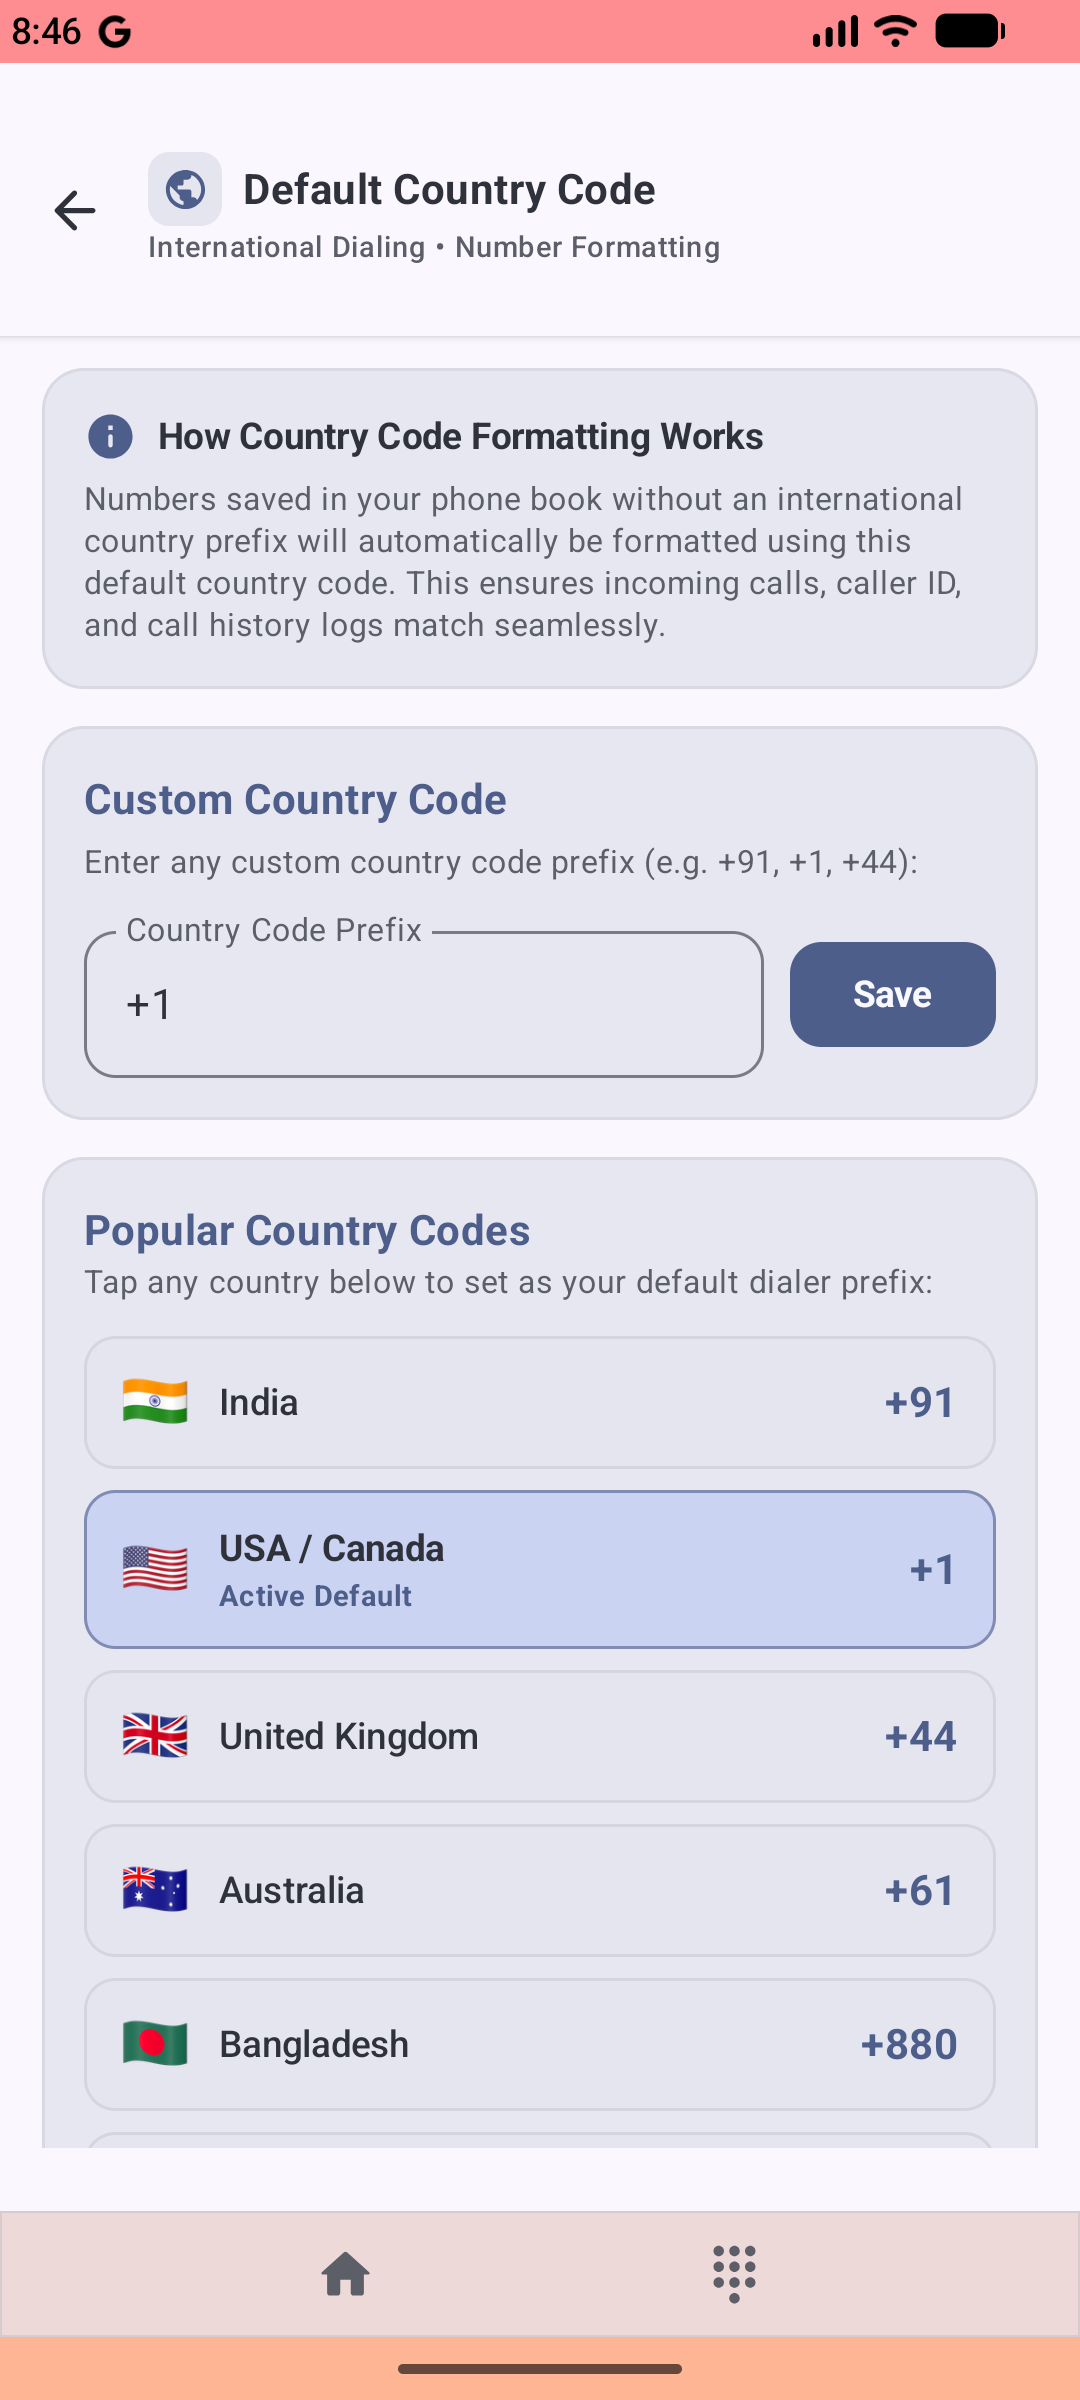 8:46
Default Country Code
International Dialing • Number Formatting
How Country Code Formatting Works
Numbers saved in your phone book without an international
country prefix will automatically be formatted using this
default country code. This ensures incoming calls, caller ID,
and call history logs match seamlessly.
Custom Country Code
Enter any custom country code prefix (e.g. +91, +1, +44):
Country Code Prefix
+1
Save
Popular Country Codes
Tap any country below to set as your default dialer prefix:
India +91
USA / Canada
Active Default
+1
United Kingdom +44
Australia +61
Bangladesh +880